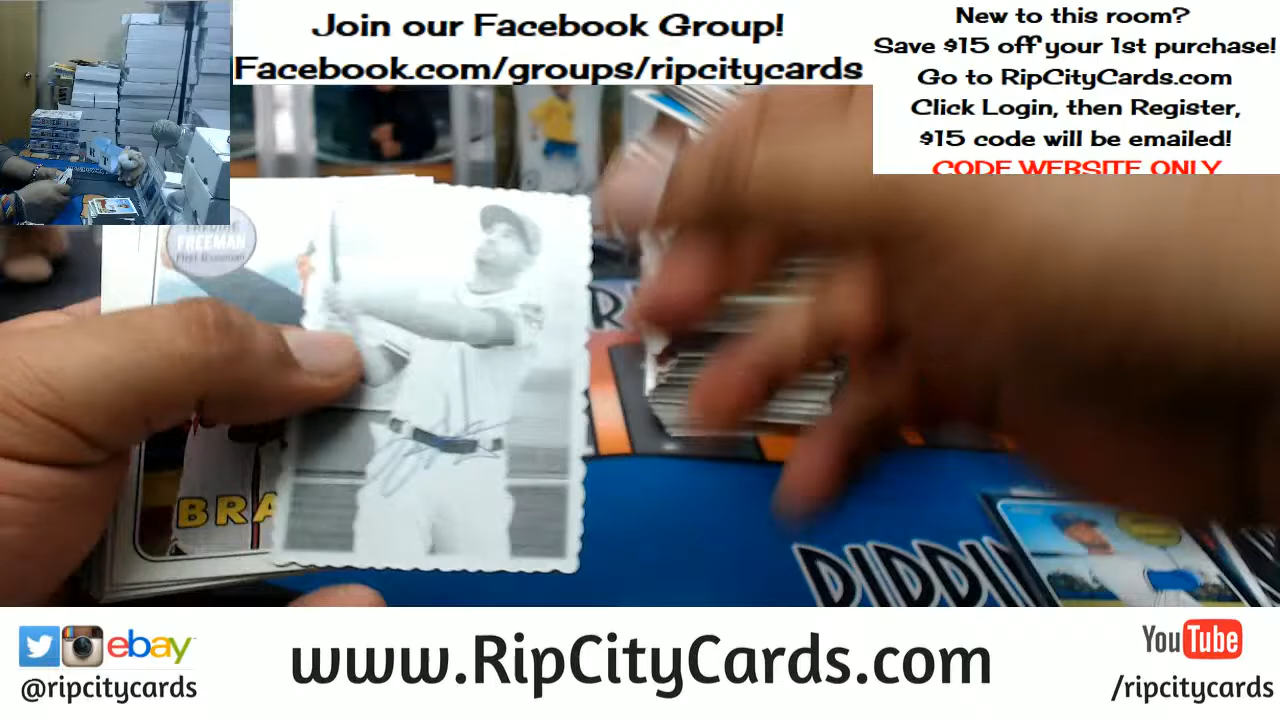 Join our Facebook Group!
Facebook.com/groups/ripcitycards
New to this room?
Save $15 off your 1st purchase!
Go to RipCityCards.com
Click Login, then Register,
$15 code will be emailed!
CODE WEBSITE ONLY
FREDDIE
FREEMAN
First Baseman
BRA
RIPPIN
ebay
@ripcitycards
www.RipCityCards.com
YouTube
/ripcitycards